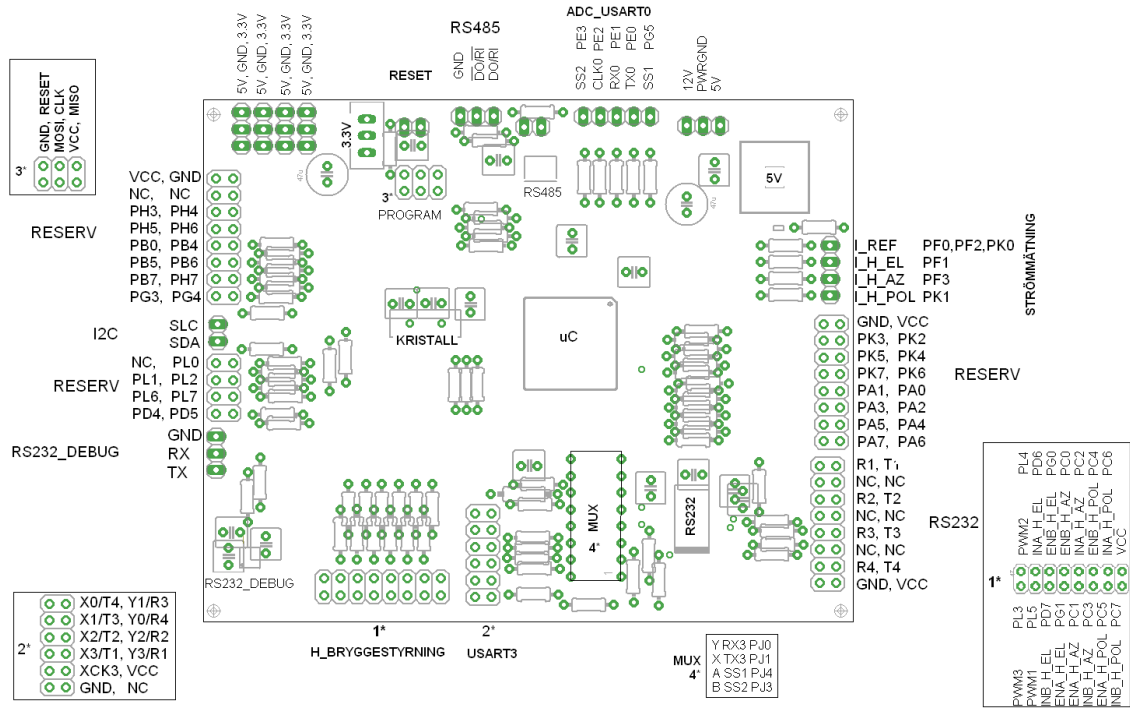 RS485
ADC_USART0
5V, GND, 3.3V
5V, GND, 3.3V
5V, GND, 3.3V
5V, GND, 3.3V
RESET
GND
DO/RI
DO/RI
SS2 PE3
CLK0 PE2
RX0 PE1
TX0 PE0
SS1 PG5
12V
PWRGND
5V
3*
GND, RESET
MOSI, CLK
VCC, MISO
3.3V
47u
3*
PROGRAM
RS485
47u
5V
VCC, GND
NC, NC
PH3, PH4
PH5, PH6
PB0, PB4
PB5, PB6
PB7, PH7
PG3, PG4
RESERV
I2C
SLC
SDA
RESERV
NC, PL0
PL1, PL2
PL6, PL7
PD4, PD5
RS232_DEBUG
GND
RX
TX
KRISTALL
uC
I_REF PF0,PF2,PK0
I_H_EL PF1
I_H_AZ PF3
I_H_POL PK1
STRÖMMÄTNING
GND, VCC
PK3, PK2
PK5, PK4
PK7, PK6
PA1, PA0
PA3, PA2
PA5, PA4
PA7, PA6
RESERV
R1, T1
NC, NC
R2, T2
NC, NC
R3, T3
NC, NC
R4, T4
GND, VCC
RS232
MUX
4*
1
RS232
RS232_DEBUG
1*
H_BRYGGESTYRNING
2*
USART3
2*
X0/T4, Y1/R3
X1/T3, Y0/R4
X2/T2, Y2/R2
X3/T1, Y3/R1
XCK3, VCC
GND, NC
MUX
4*
Y RX3 PJ0
X TX3 PJ1
A SS1 PJ4
B SS2 PJ3
1*
PWM2 PL4
INA_H_EL PD6
ENB_H_EL PG0
ENB_H_AZ PC0
INA_H_AZ PC2
ENB_H_POL PC4
INA_H_POL PC6
VCC
PWM3 PL3
PWM1 PL5
INB_H_EL PD7
ENA_H_EL PG1
ENA_H_AZ PC1
INB_H_AZ PC3
ENA_H_POL PC5
INB_H_POL PC7